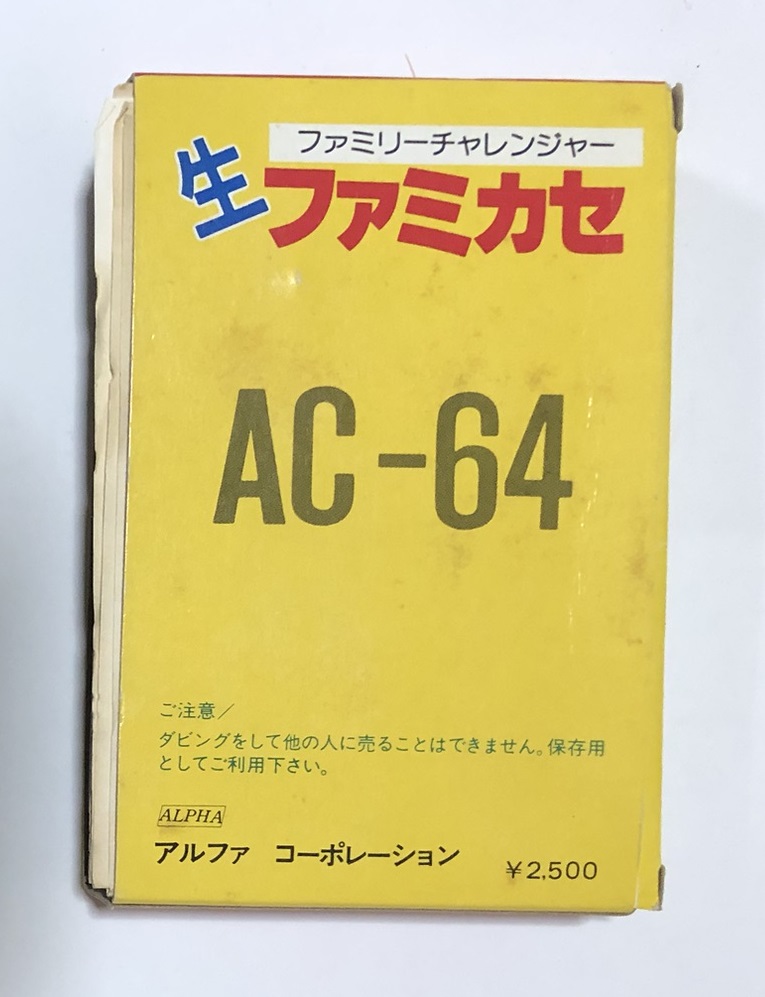 ファミリーチャレンジャー
生ファミカセ
AC-64
ご注意／
ダビングをして他の人に売ることはできません。保存用
としてご利用下さい。
ALPHA
アルファ　コーポレーション
￥2,500